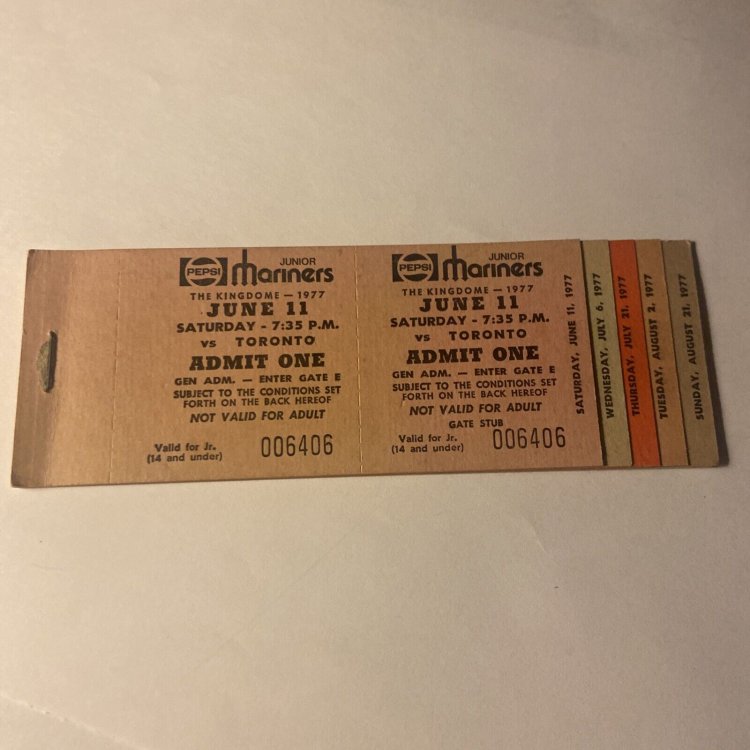 PEPSI JUNIOR
mariners
THE KINGDOME — 1977
JUNE 11
SATURDAY - 7:35 P.M.
vs TORONTO
ADMIT ONE
GEN ADM. — ENTER GATE E
SUBJECT TO THE CONDITIONS SET
FORTH ON THE BACK HEREOF
NOT VALID FOR ADULT
Valid for Jr.
(14 and under)
006406
PEPSI JUNIOR
mariners
THE KINGDOME — 1977
JUNE 11
SATURDAY - 7:35 P.M.
vs TORONTO
ADMIT ONE
GEN ADM. — ENTER GATE E
SUBJECT TO THE CONDITIONS SET
FORTH ON THE BACK HEREOF
NOT VALID FOR ADULT
GATE STUB
Valid for Jr.
(14 and under)
006406
SATURDAY, JUNE 11, 1977
WEDNESDAY, JULY 6, 1977
THURSDAY, JULY 21, 1977
TUESDAY, AUGUST 2, 1977
SUNDAY, AUGUST 21, 1977